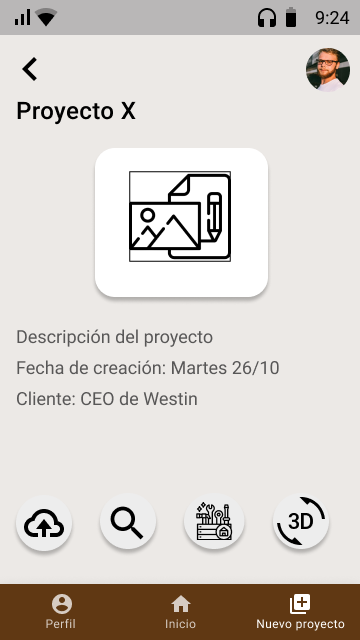 9:24
Proyecto X
Descripción del proyecto
Fecha de creación: Martes 26/10
Cliente: CEO de Westin
3D
Perfil
Inicio
Nuevo proyecto